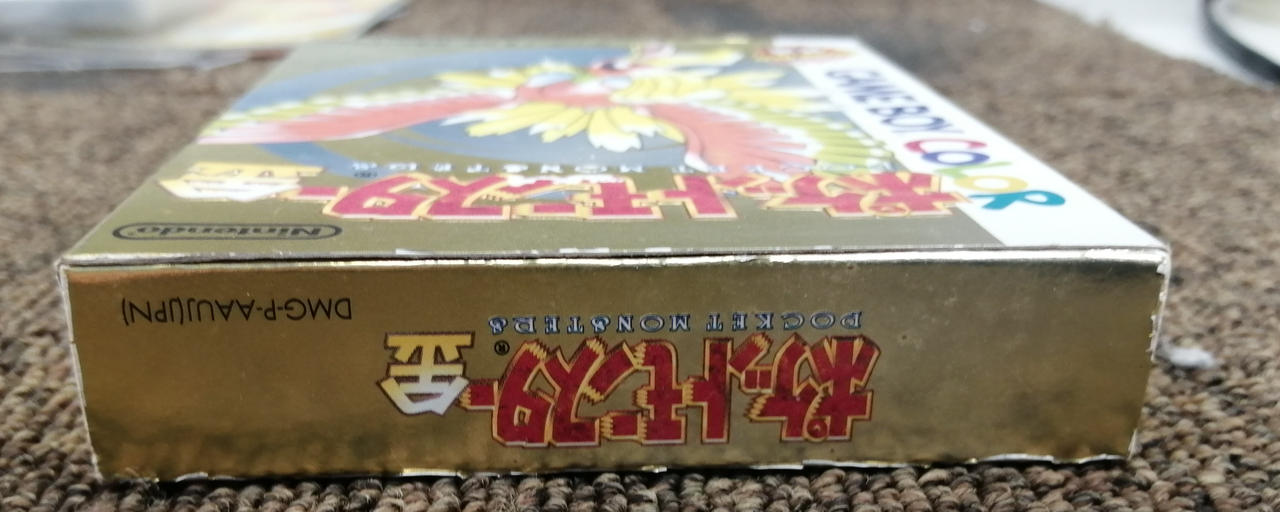 GAME BOY COLOR
ポケットモンスター 金®
POCKET MONSTERS
Nintendo®
ポケットモンスター® 金
POCKET MONSTERS
DMG-P-AAUJ(JPN)